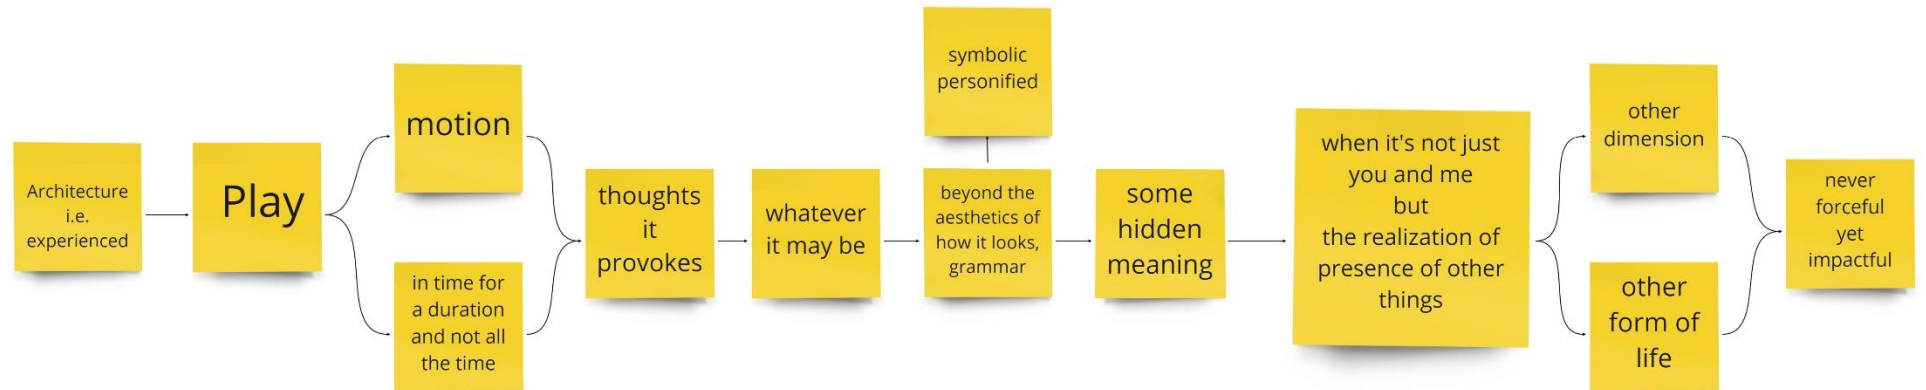 Architecture
i.e.
experienced
Play
motion
in time for
a duration
and not all
the time
thoughts
it
provokes
whatever
it may be
symbolic
personified
beyond the
aesthetics of
how it looks,
grammar
some
hidden
meaning
when it's not just
you and me
but
the realization of
presence of other
things
other
dimension
other
form of
life
never
forceful
yet
impactful